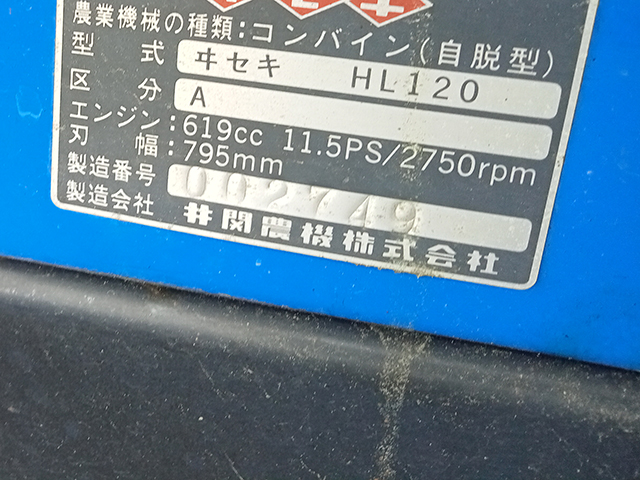 農業機械の種類:コンバイン(自脱型)
型式 ヰセキ HL120
区分 A
エンジン:619cc 11.5PS/2750rpm
刃幅:795mm
製造番号 002749
製造会社 井関農機株式会社